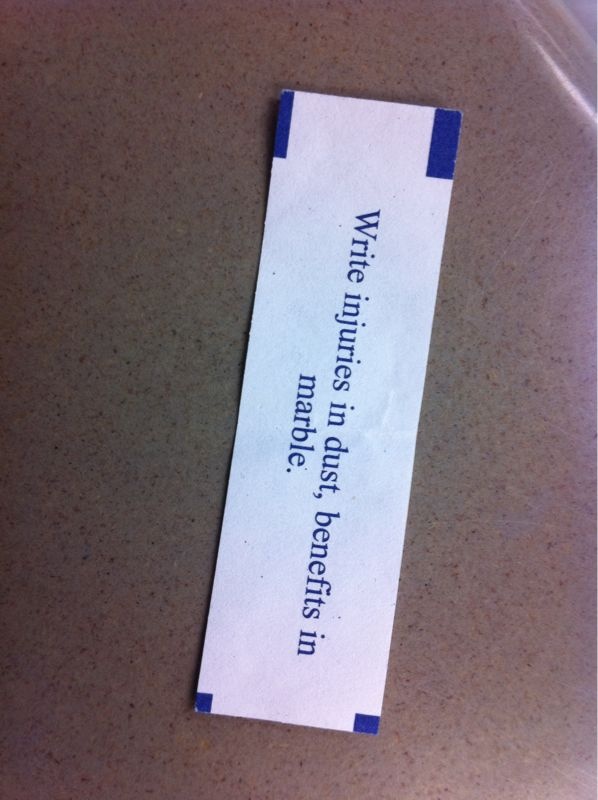 Write injuries in dust, benefits in
marble.